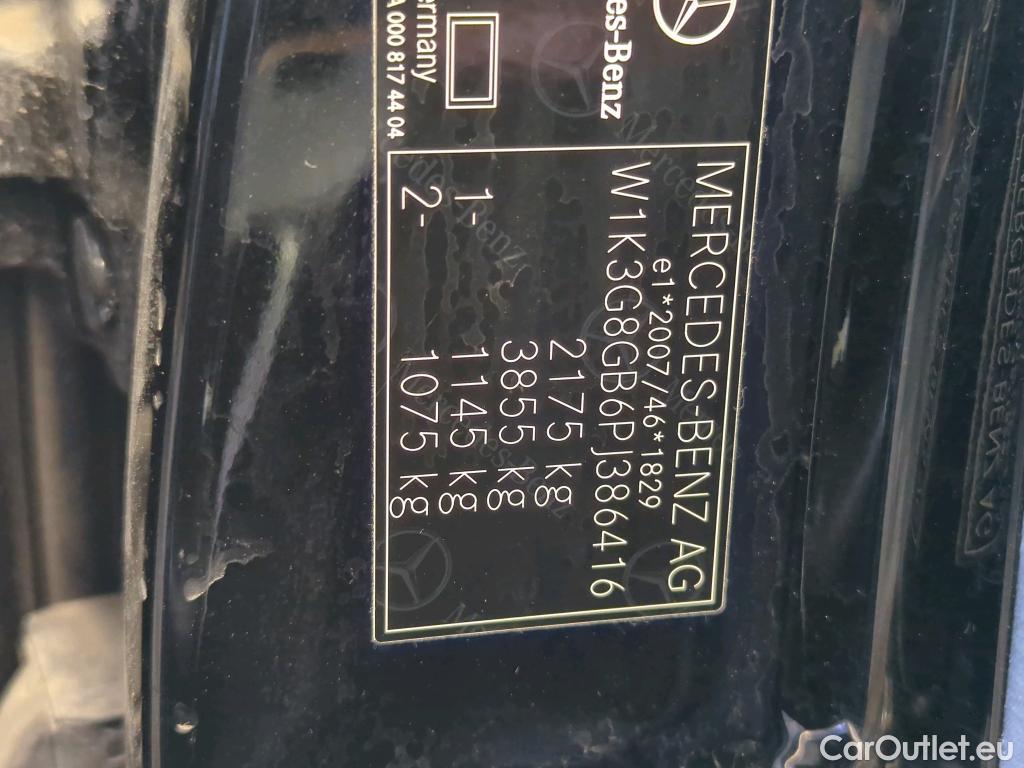 es-Benz
ermany
A 000 817 44 04
MERCEDES-BENZ AG
e1*2007/46*1829
W1K3G8GB6PJ386416
2175 kg
3855 kg
1- 1145 kg
2- 1075 kg
CarOutlet.eu